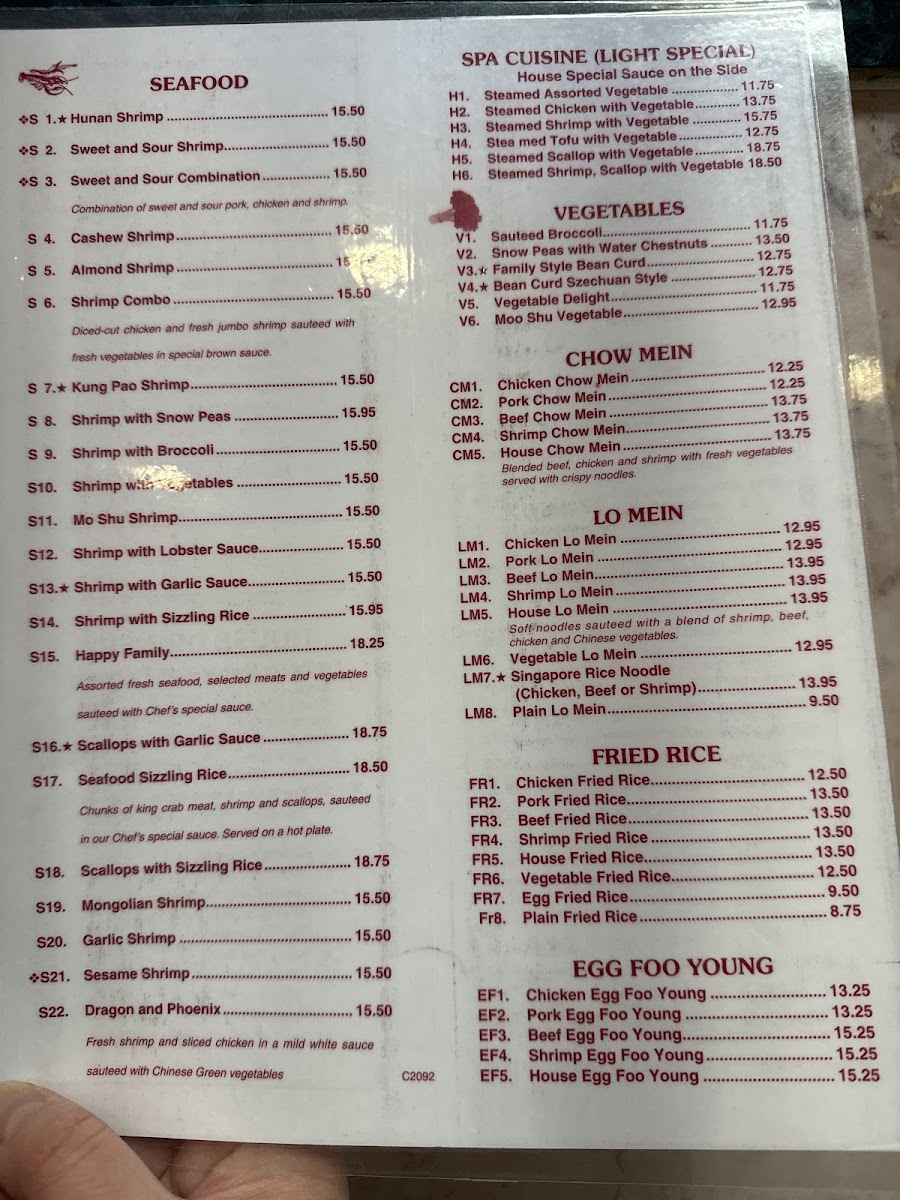 SEAFOOD
❖S 1.★ Hunan Shrimp 15.50
❖S 2. Sweet and Sour Shrimp 15.50
❖S 3. Sweet and Sour Combination 15.50
Combination of sweet and sour pork, chicken and shrimp.
S 4. Cashew Shrimp 15.50
S 5. Almond Shrimp 15
S 6. Shrimp Combo 15.50
Diced-cut chicken and fresh jumbo shrimp sauteed with
fresh vegetables in special brown sauce.
S 7.★ Kung Pao Shrimp 15.50
S 8. Shrimp with Snow Peas 15.95
S 9. Shrimp with Broccoli 15.50
S10. Shrimp with Vegetables 15.50
S11. Mo Shu Shrimp 15.50
S12. Shrimp with Lobster Sauce 15.50
S13.★ Shrimp with Garlic Sauce 15.50
S14. Shrimp with Sizzling Rice 15.95
S15. Happy Family 18.25
Assorted fresh seafood, selected meats and vegetables
sauteed with Chef's special sauce.
S16.★ Scallops with Garlic Sauce 18.75
S17. Seafood Sizzling Rice 18.50
Chunks of king crab meat, shrimp and scallops, sauteed
in our Chef's special sauce. Served on a hot plate.
S18. Scallops with Sizzling Rice 18.75
S19. Mongolian Shrimp 15.50
S20. Garlic Shrimp 15.50
❖S21. Sesame Shrimp 15.50
S22. Dragon and Phoenix 15.50
Fresh shrimp and sliced chicken in a mild white sauce
sauteed with Chinese Green vegetables
C2092
SPA CUISINE (LIGHT SPECIAL)
House Special Sauce on the Side
H1. Steamed Assorted Vegetable 11.75
H2. Steamed Chicken with Vegetable 13.75
H3. Steamed Shrimp with Vegetable 15.75
H4. Stea med Tofu with Vegetable 12.75
H5. Steamed Scallop with Vegetable 18.75
H6. Steamed Shrimp, Scallop with Vegetable 18.50
VEGETABLES
V1. Sauteed Broccoli 11.75
V2. Snow Peas with Water Chestnuts 13.50
V3.★ Family Style Bean Curd 12.75
V4.★ Bean Curd Szechuan Style 12.75
V5. Vegetable Delight 11.75
V6. Moo Shu Vegetable 12.95
CHOW MEIN
CM1. Chicken Chow Mein 12.25
CM2. Pork Chow Mein 12.25
CM3. Beef Chow Mein 13.75
CM4. Shrimp Chow Mein 13.75
CM5. House Chow Mein 13.75
Blended beef, chicken and shrimp with fresh vegetables
served with crispy noodles.
LO MEIN
LM1. Chicken Lo Mein 12.95
LM2. Pork Lo Mein 12.95
LM3. Beef Lo Mein 13.95
LM4. Shrimp Lo Mein 13.95
LM5. House Lo Mein 13.95
Soft noodles sauteed with a blend of shrimp, beef,
chicken and Chinese vegetables.
LM6. Vegetable Lo Mein 12.95
LM7.★ Singapore Rice Noodle
(Chicken, Beef or Shrimp) 13.95
LM8. Plain Lo Mein 9.50
FRIED RICE
FR1. Chicken Fried Rice 12.50
FR2. Pork Fried Rice 13.50
FR3. Beef Fried Rice 13.50
FR4. Shrimp Fried Rice 13.50
FR5. House Fried Rice 13.50
FR6. Vegetable Fried Rice 12.50
FR7. Egg Fried Rice 9.50
Fr8. Plain Fried Rice 8.75
EGG FOO YOUNG
EF1. Chicken Egg Foo Young 13.25
EF2. Pork Egg Foo Young 13.25
EF3. Beef Egg Foo Young 15.25
EF4. Shrimp Egg Foo Young 15.25
EF5. House Egg Foo Young 15.25